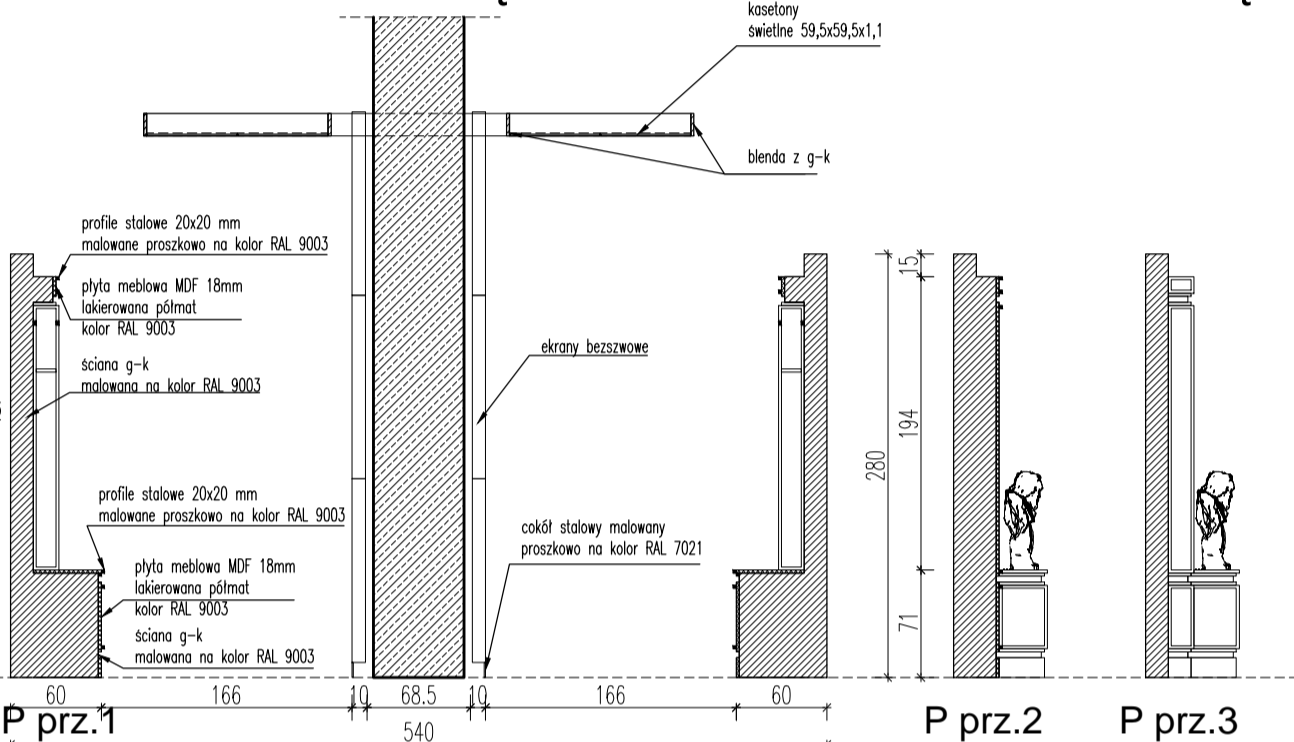 kasetony
świetlne 59,5x59,5x1,1
blenda z g-k
profile stalowe 20x20 mm
malowane proszkowo na kolor RAL 9003
płyta meblowa MDF 18mm
lakierowana półmat
kolor RAL 9003
ściana g-k
malowana na kolor RAL 9003
ekrany bezszwowe
profile stalowe 20x20 mm
malowane proszkowo na kolor RAL 9003
cokół stalowy malowany
proszkowo na kolor RAL 7021
płyta meblowa MDF 18mm
lakierowana półmat
kolor RAL 9003
ściana g-k
malowana na kolor RAL 9003
15
194
280
71
60 166 10 68.5 10 166 60
540
P prz.1
P prz.2
P prz.3